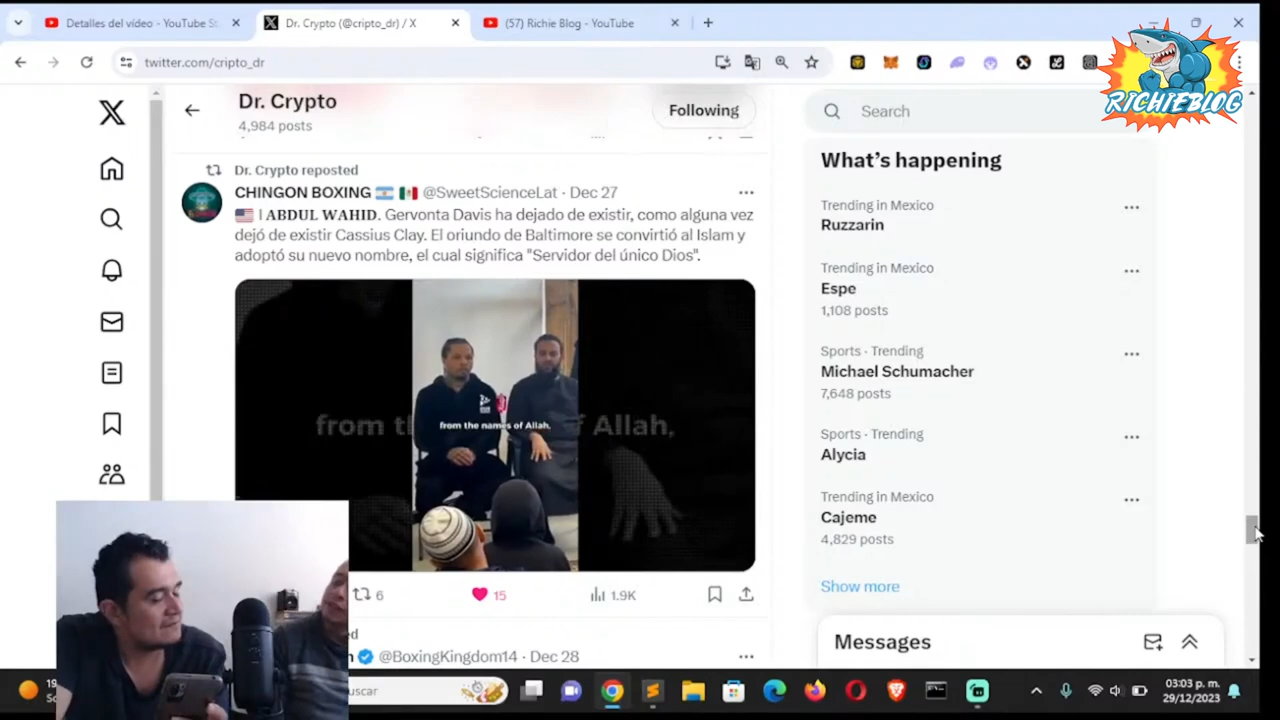 Detalles del vídeo - YouTube St
Dr. Crypto (@cripto_dr) / X
(57) Richie Blog - YouTube
twitter.com/cripto_dr
RICHIEBLOG
Dr. Crypto
4,984 posts
Following
Search
Dr. Crypto reposted
CHINGON BOXING 🇦🇷 🇲🇽 @SweetScienceLat · Dec 27
🇺🇸 | ABDUL WAHID. Gervonta Davis ha dejado de existir, como alguna vez
dejó de existir Cassius Clay. El oriundo de Baltimore se convirtió al Islam y
adoptó su nuevo nombre, el cual significa "Servidor del único Dios".
from the names of Allah.
6
15
1.9K
@BoxingKingdom14 · Dec 28
What's happening
Trending in Mexico
Ruzzarin
Trending in Mexico
Espe
1,108 posts
Sports · Trending
Michael Schumacher
7,648 posts
Sports · Trending
Alycia
Trending in Mexico
Cajeme
4,829 posts
Show more
Messages
03:03 p. m.
29/12/2023